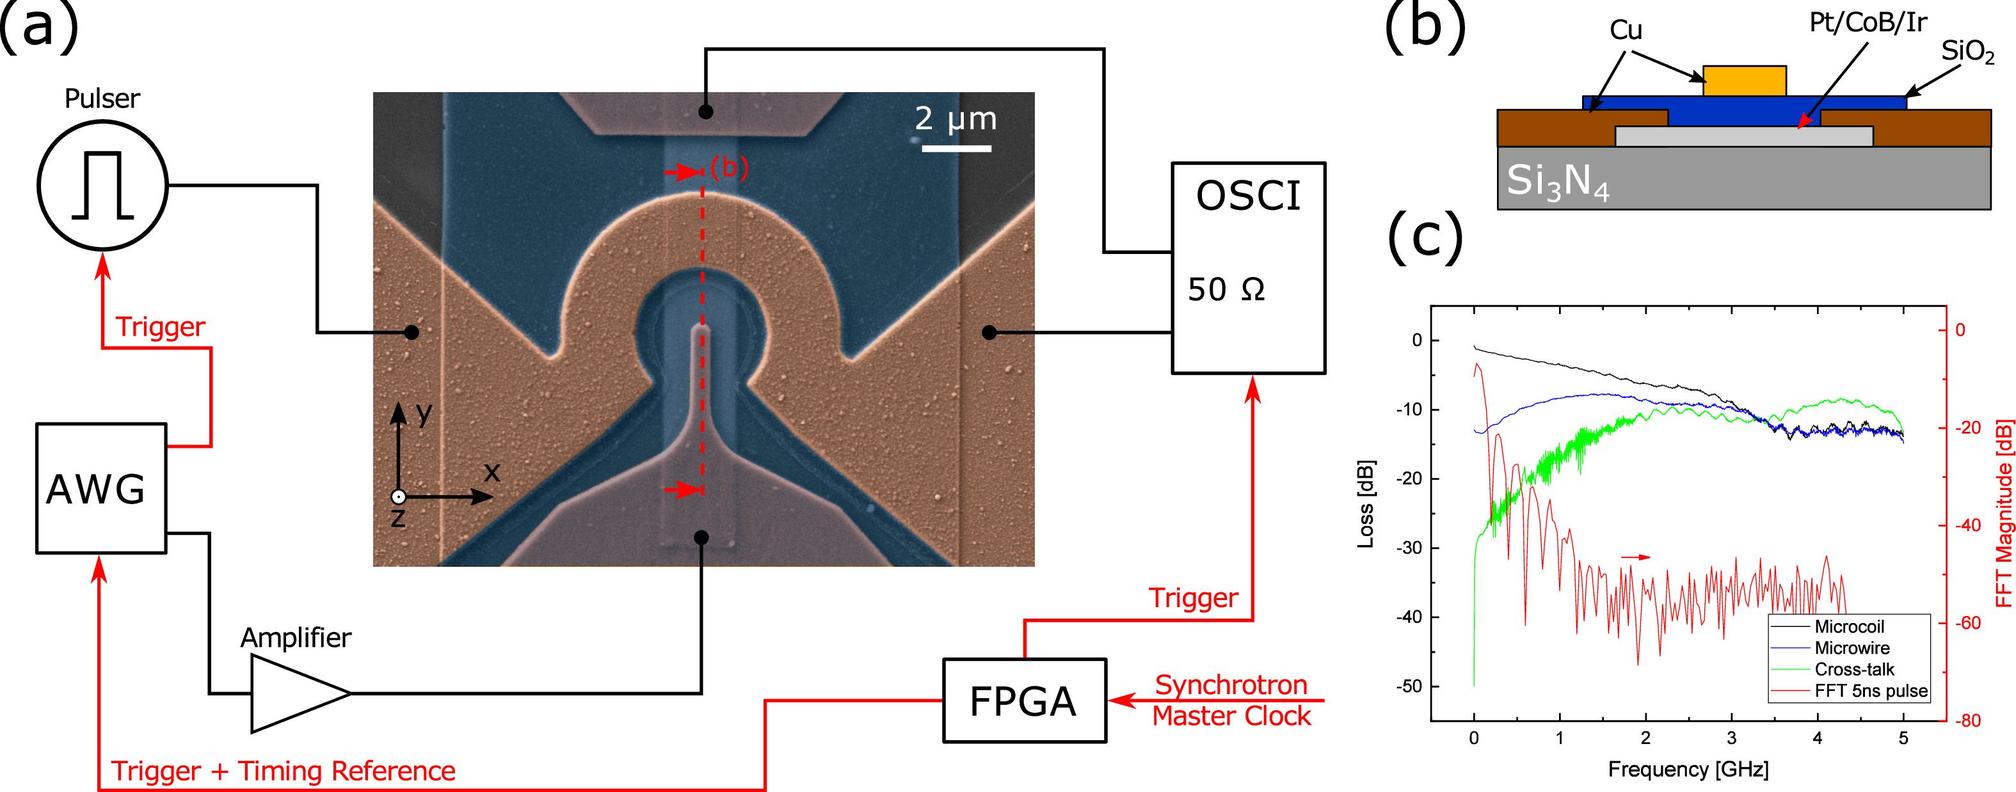 (a)
Pulser
Trigger
AWG
Amplifier
Trigger + Timing Reference
2 µm
(b)
y
x
z
OSCI
50 Ω
Trigger
FPGA
Synchrotron
Master Clock
(b)
Cu
Pt/CoB/Ir
SiO₂
Si₃N₄
(c)
Loss [dB]
0
-10
-20
-30
-40
-50
0
-20
-40
-60
-80
FFT Magnitude [dB]
Microcoil
Microwire
Cross-talk
FFT 5ns pulse
0 1 2 3 4 5
Frequency [GHz]